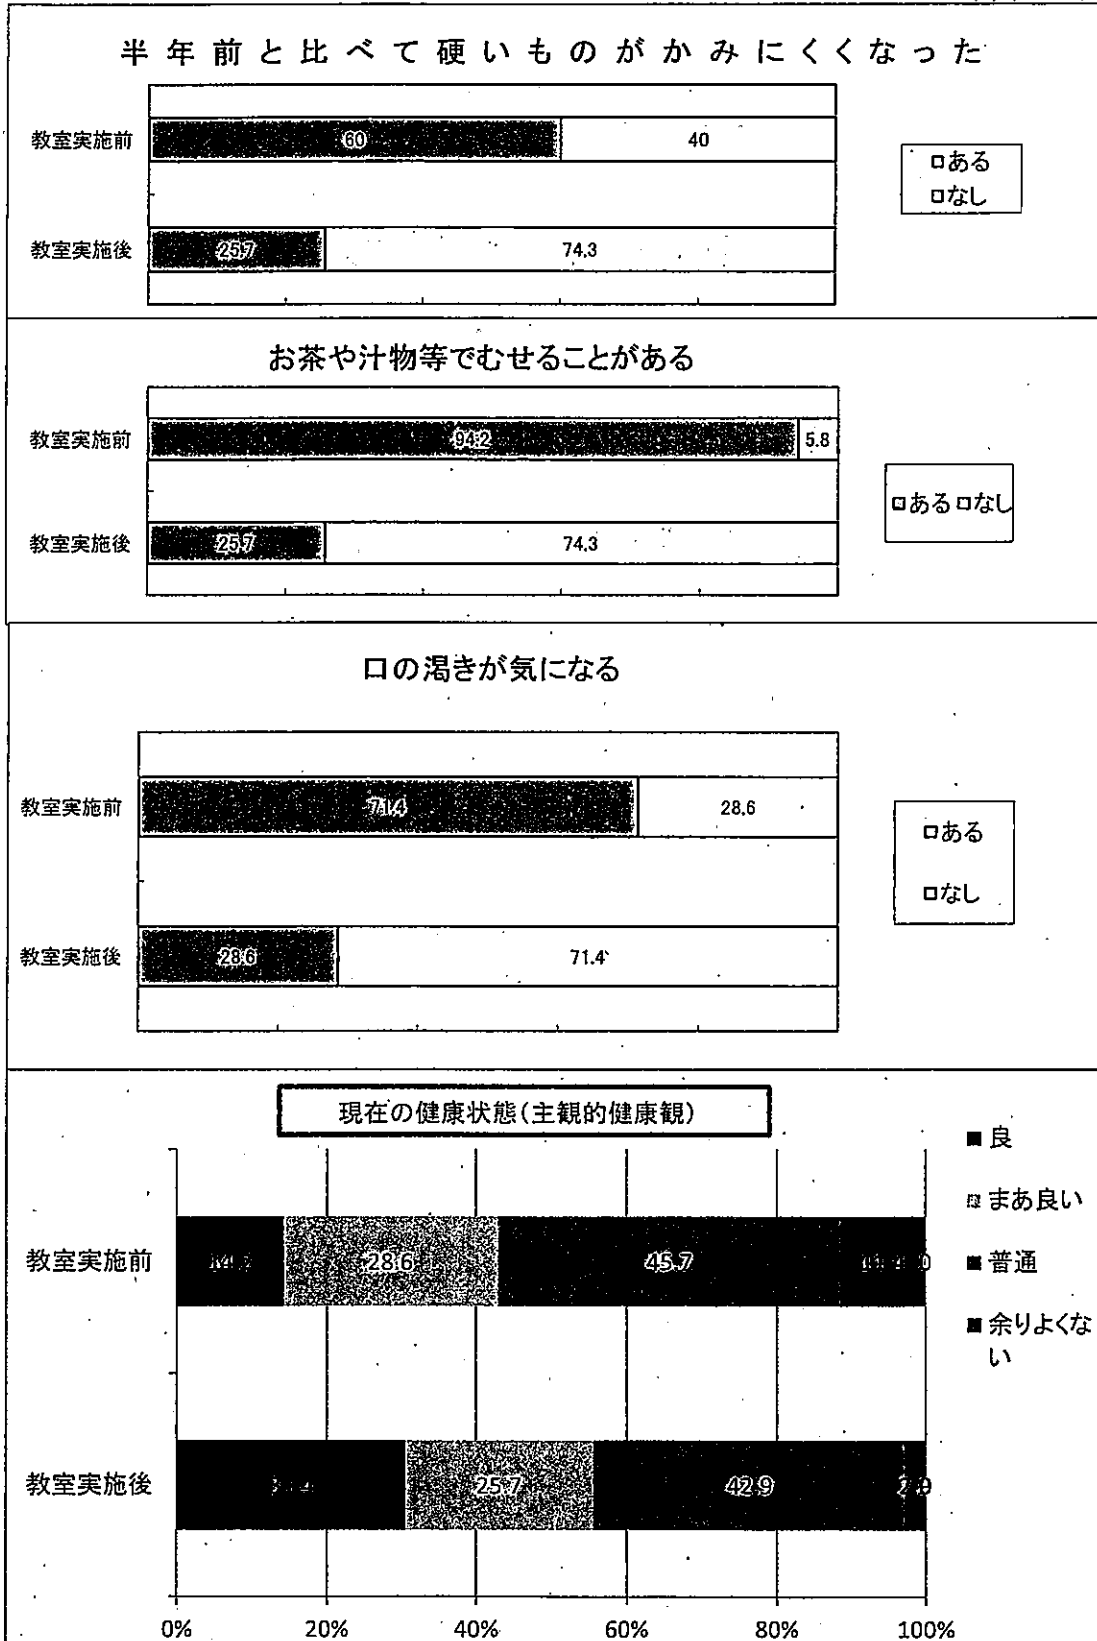 半年前と比べて硬いものがかみにくくなった
教室実施前
60
40
教室実施後
25.7
74.3
□ある
□なし
お茶や汁物等でむせることがある
教室実施前
94.2
5.8
教室実施後
25.7
74.3
□ある□なし
口の渇きが気になる
教室実施前
71.4
28.6
教室実施後
28.6
71.4
□ある
□なし
現在の健康状態(主観的健康観)
教室実施前
28.6
45.7
教室実施後
25.7
42.9
2.9
■良
まあ良い
■普通
■余りよくな
い
0%
20%
40%
60%
80%
100%